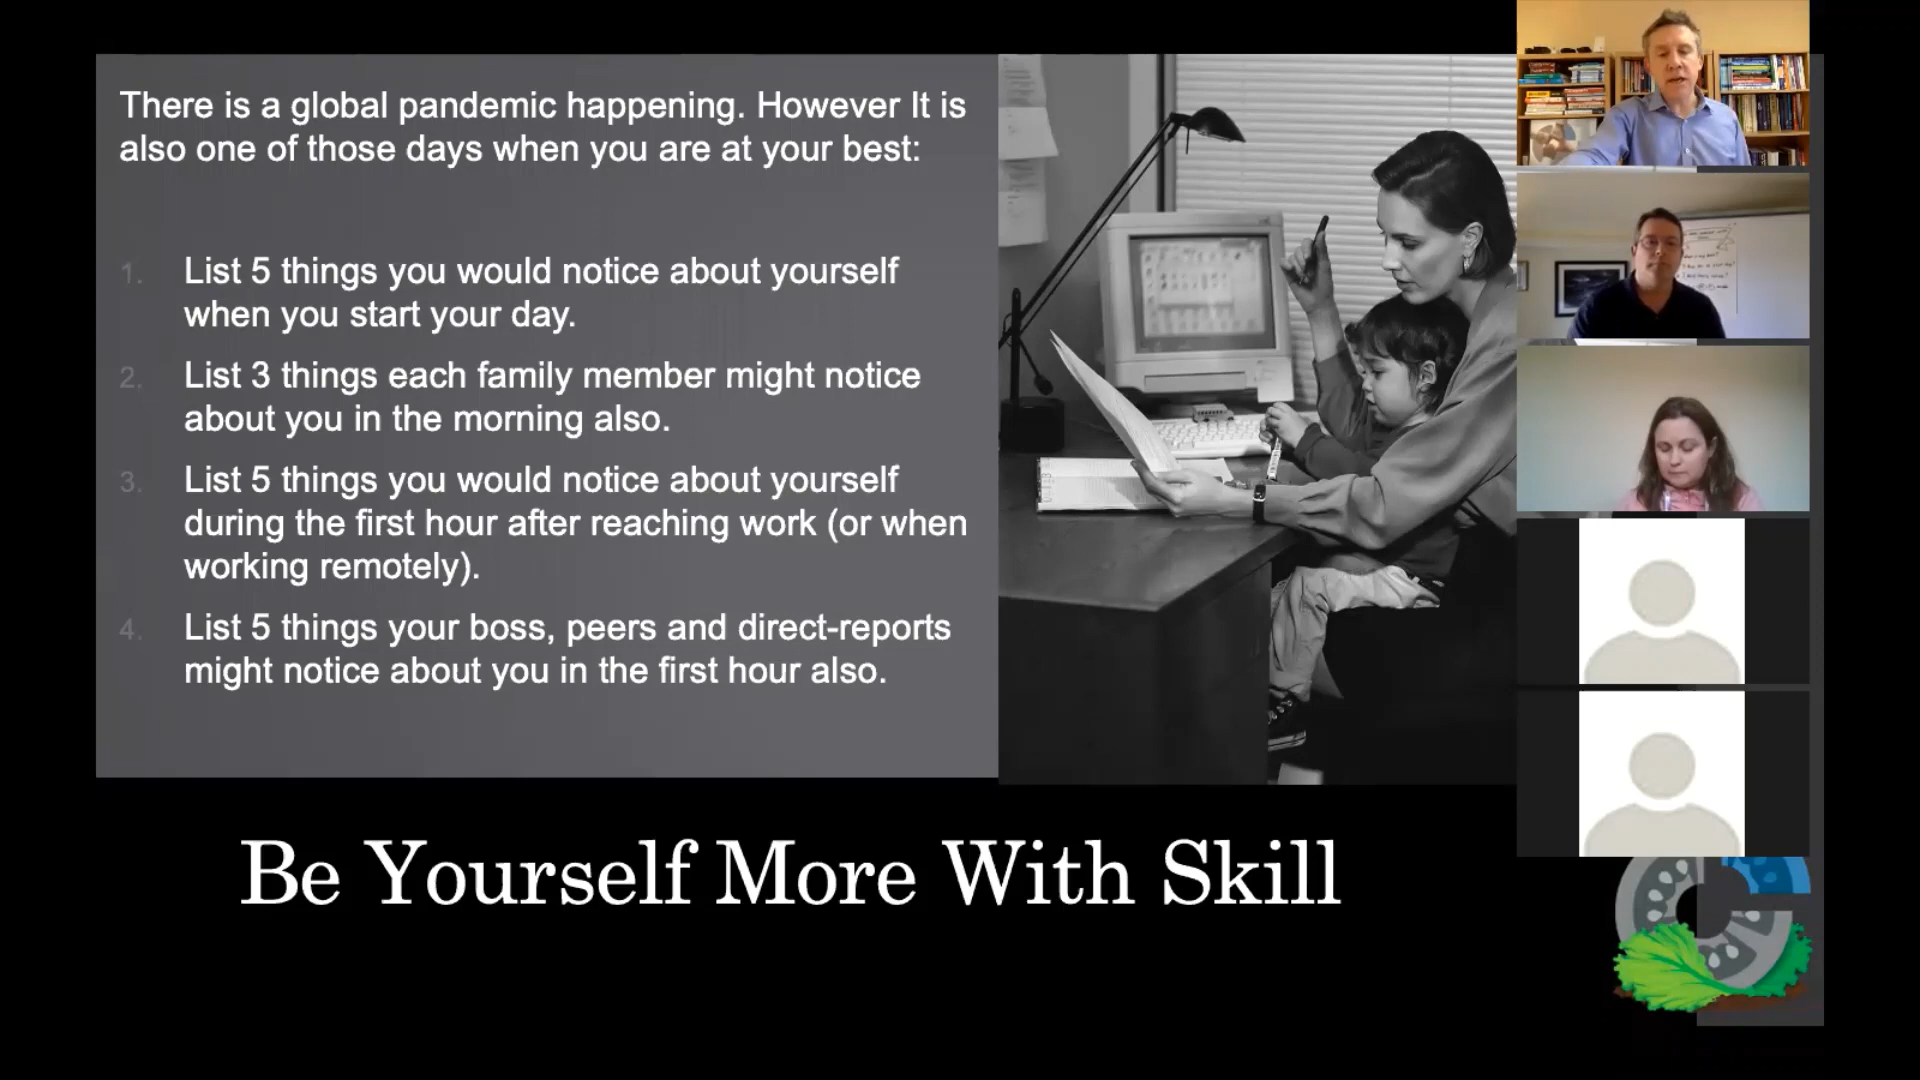 There is a global pandemic happening. However It is
also one of those days when you are at your best:
1. List 5 things you would notice about yourself
when you start your day.
2. List 3 things each family member might notice
about you in the morning also.
3. List 5 things you would notice about yourself
during the first hour after reaching work (or when
working remotely).
4. List 5 things your boss, peers and direct-reports
might notice about you in the first hour also.
Be Yourself More With Skill